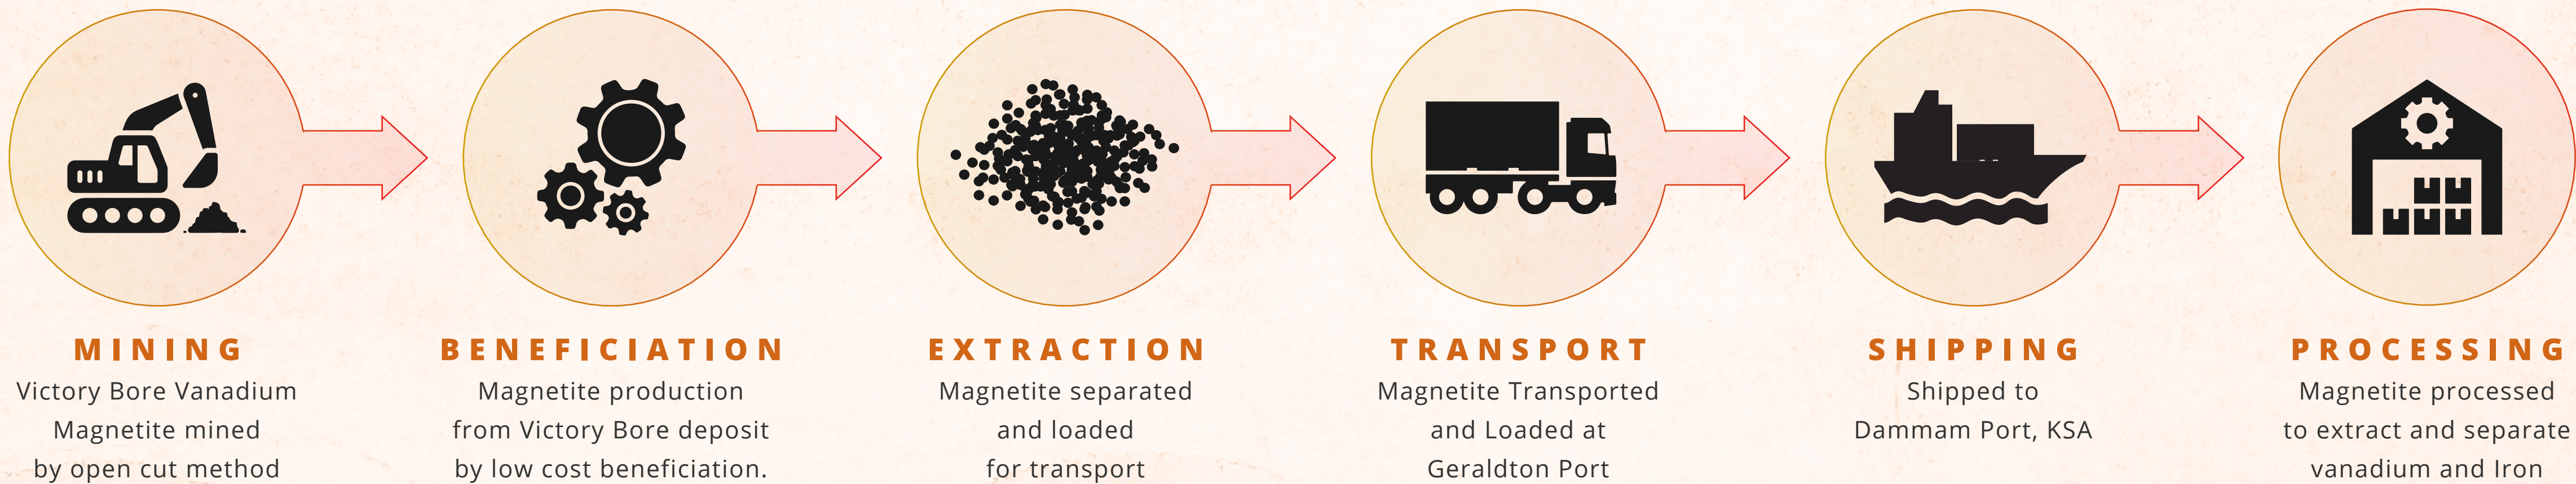 MINING
Victory Bore Vanadium
Magnetite mined
by open cut method
BENEFICIATION
Magnetite production
from Victory Bore deposit
by low cost beneficiation.
EXTRACTION
Magnetite separated
and loaded
for transport
TRANSPORT
Magnetite Transported
and Loaded at
Geraldton Port
SHIPPING
Shipped to
Dammam Port, KSA
PROCESSING
Magnetite processed
to extract and separate
vanadium and Iron